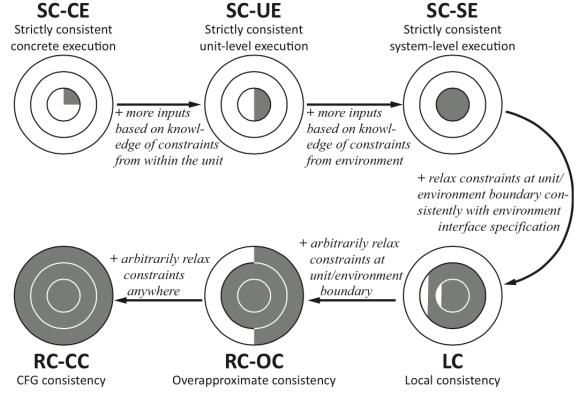 SC-CE
Strictly consistent
concrete execution
SC-UE
Strictly consistent
unit-level execution
SC-SE
Strictly consistent
system-level execution
+ more inputs
based on knowl-
edge of constraints
from within the unit
+ more inputs
based on knowl-
edge of constraints
from environment
+ relax constraints at unit/
environment boundary con-
sistently with environment
interface specification
+ arbitrarily relax
constraints
anywhere
+ arbitrarily relax
constraints at
unit/environment
boundary
RC-CC
CFG consistency
RC-OC
Overapproximate consistency
LC
Local consistency